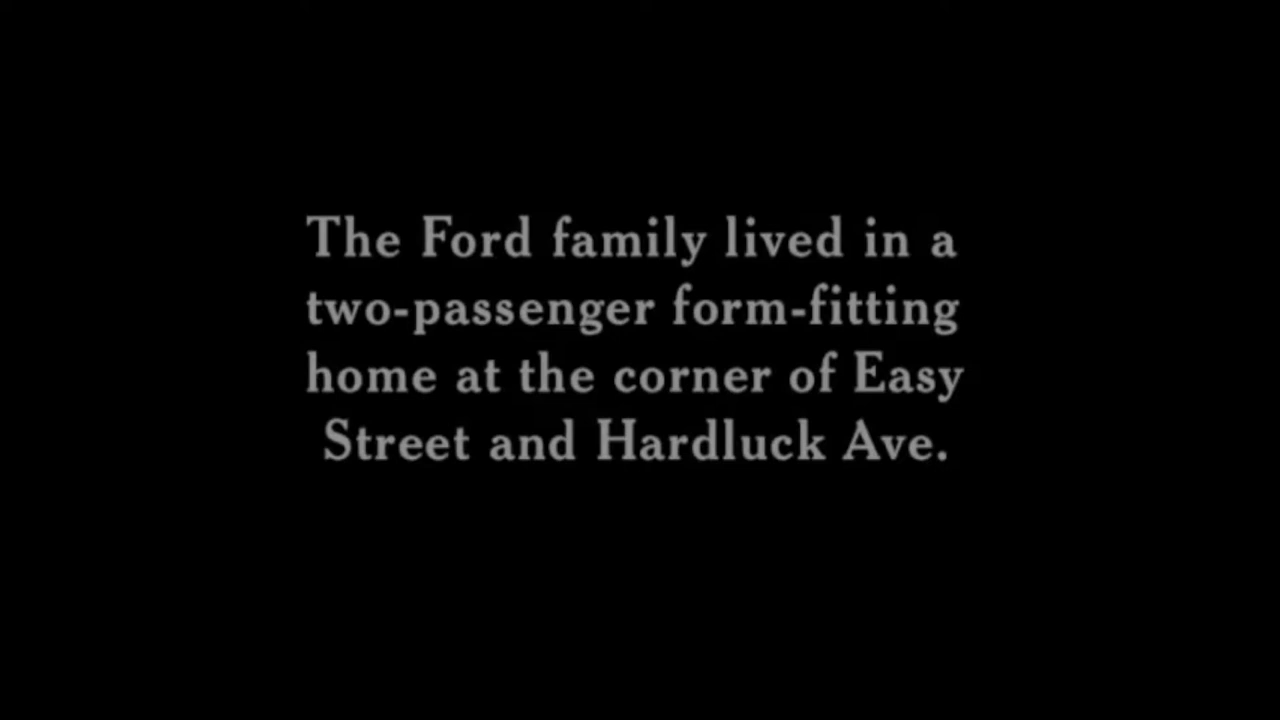 The Ford family lived in a
two-passenger form-fitting
home at the corner of Easy
Street and Hardluck Ave.